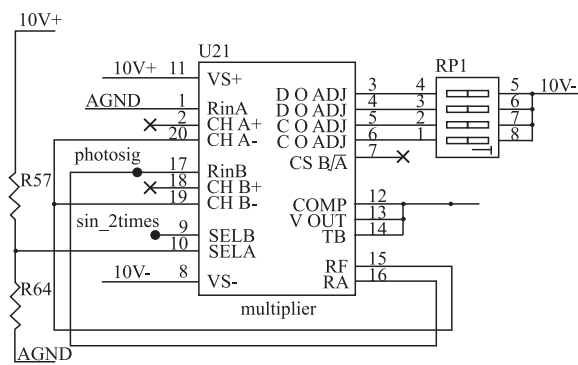 10V+
U21
10V+ 11 VS+
AGND 1 RinA
2 CH A+
20 CH A-
photosig 17 RinB
18 CH B+
19 CH B-
sin_2times 9 SELB
10 SELA
10V- 8 VS-
D O ADJ 3 4
D O ADJ 4 3
C O ADJ 5 2
C O ADJ 6 1
CS B/A 7
COMP 12
V OUT 13
TB 14
RF 15
RA 16
RP1
5 10V-
6
7
8
R57
R64
AGND
multiplier